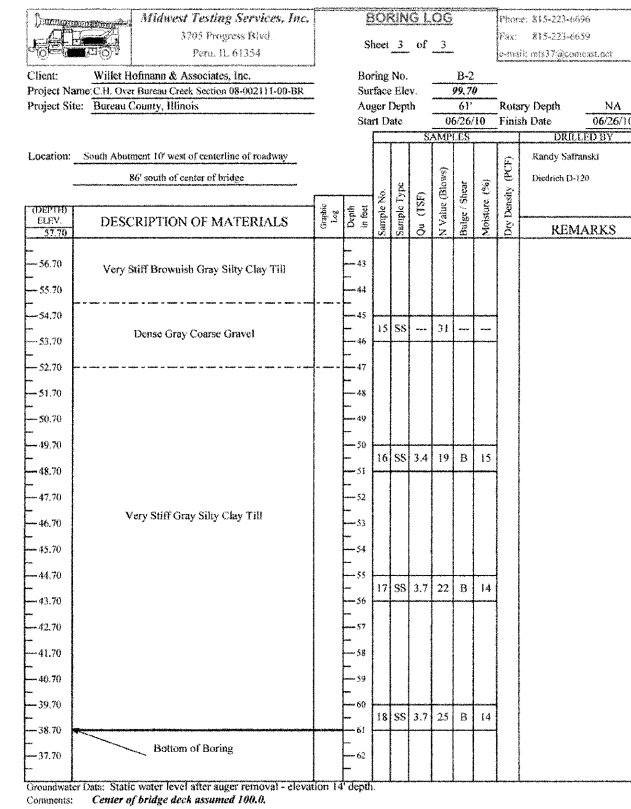 Midwest Testing Services, Inc.
3705 Progress Blvd.
Peru, IL 61354
BORING LOG
Sheet 3 of 3
Phone: 815-223-6696
Fax: 815-223-6659
e-mail: mts37@comcast.net
Client: Willet Hofmann & Associates, Inc.
Project Name: C.H. Over Bureau Creek Section 08-002111-00-BR
Project Site: Bureau County, Illinois
Boring No. B-2
Surface Elev. 99.70
Auger Depth 61' Rotary Depth NA
Start Date 06/26/10 Finish Date 06/26/10
Location: South Abutment 10' west of centerline of roadway
86' south of center of bridge
SAMPLES
DRILLED BY
Randy Safranski
Diedrich D-120
REMARKS
(DEPTH)
ELEV.
57.70
DESCRIPTION OF MATERIALS
Graphic Log
Depth in feet
Sample No.
Sample Type
Qu (TSF)
N Value (Blows)
Bulge / Shear
Moisture (%)
Dry Density (PCF)
56.70 43
Very Stiff Brownish Gray Silty Clay Till
55.70 44
54.70 45
Dense Gray Coarse Gravel 15 SS --- 31 --- ---
53.70 46
52.70 47
51.70 48
50.70 49
49.70 50
16 SS 3.4 19 B 15
48.70 51
47.70 52
Very Stiff Gray Silty Clay Till
46.70 53
45.70 54
44.70 55
17 SS 3.7 22 B 14
43.70 56
42.70 57
41.70 58
40.70 59
39.70 60
18 SS 3.7 25 B 14
38.70 61
Bottom of Boring
37.70 62
Groundwater Data: Static water level after auger removal - elevation 14' depth.
Comments: Center of bridge deck assumed 100.0.